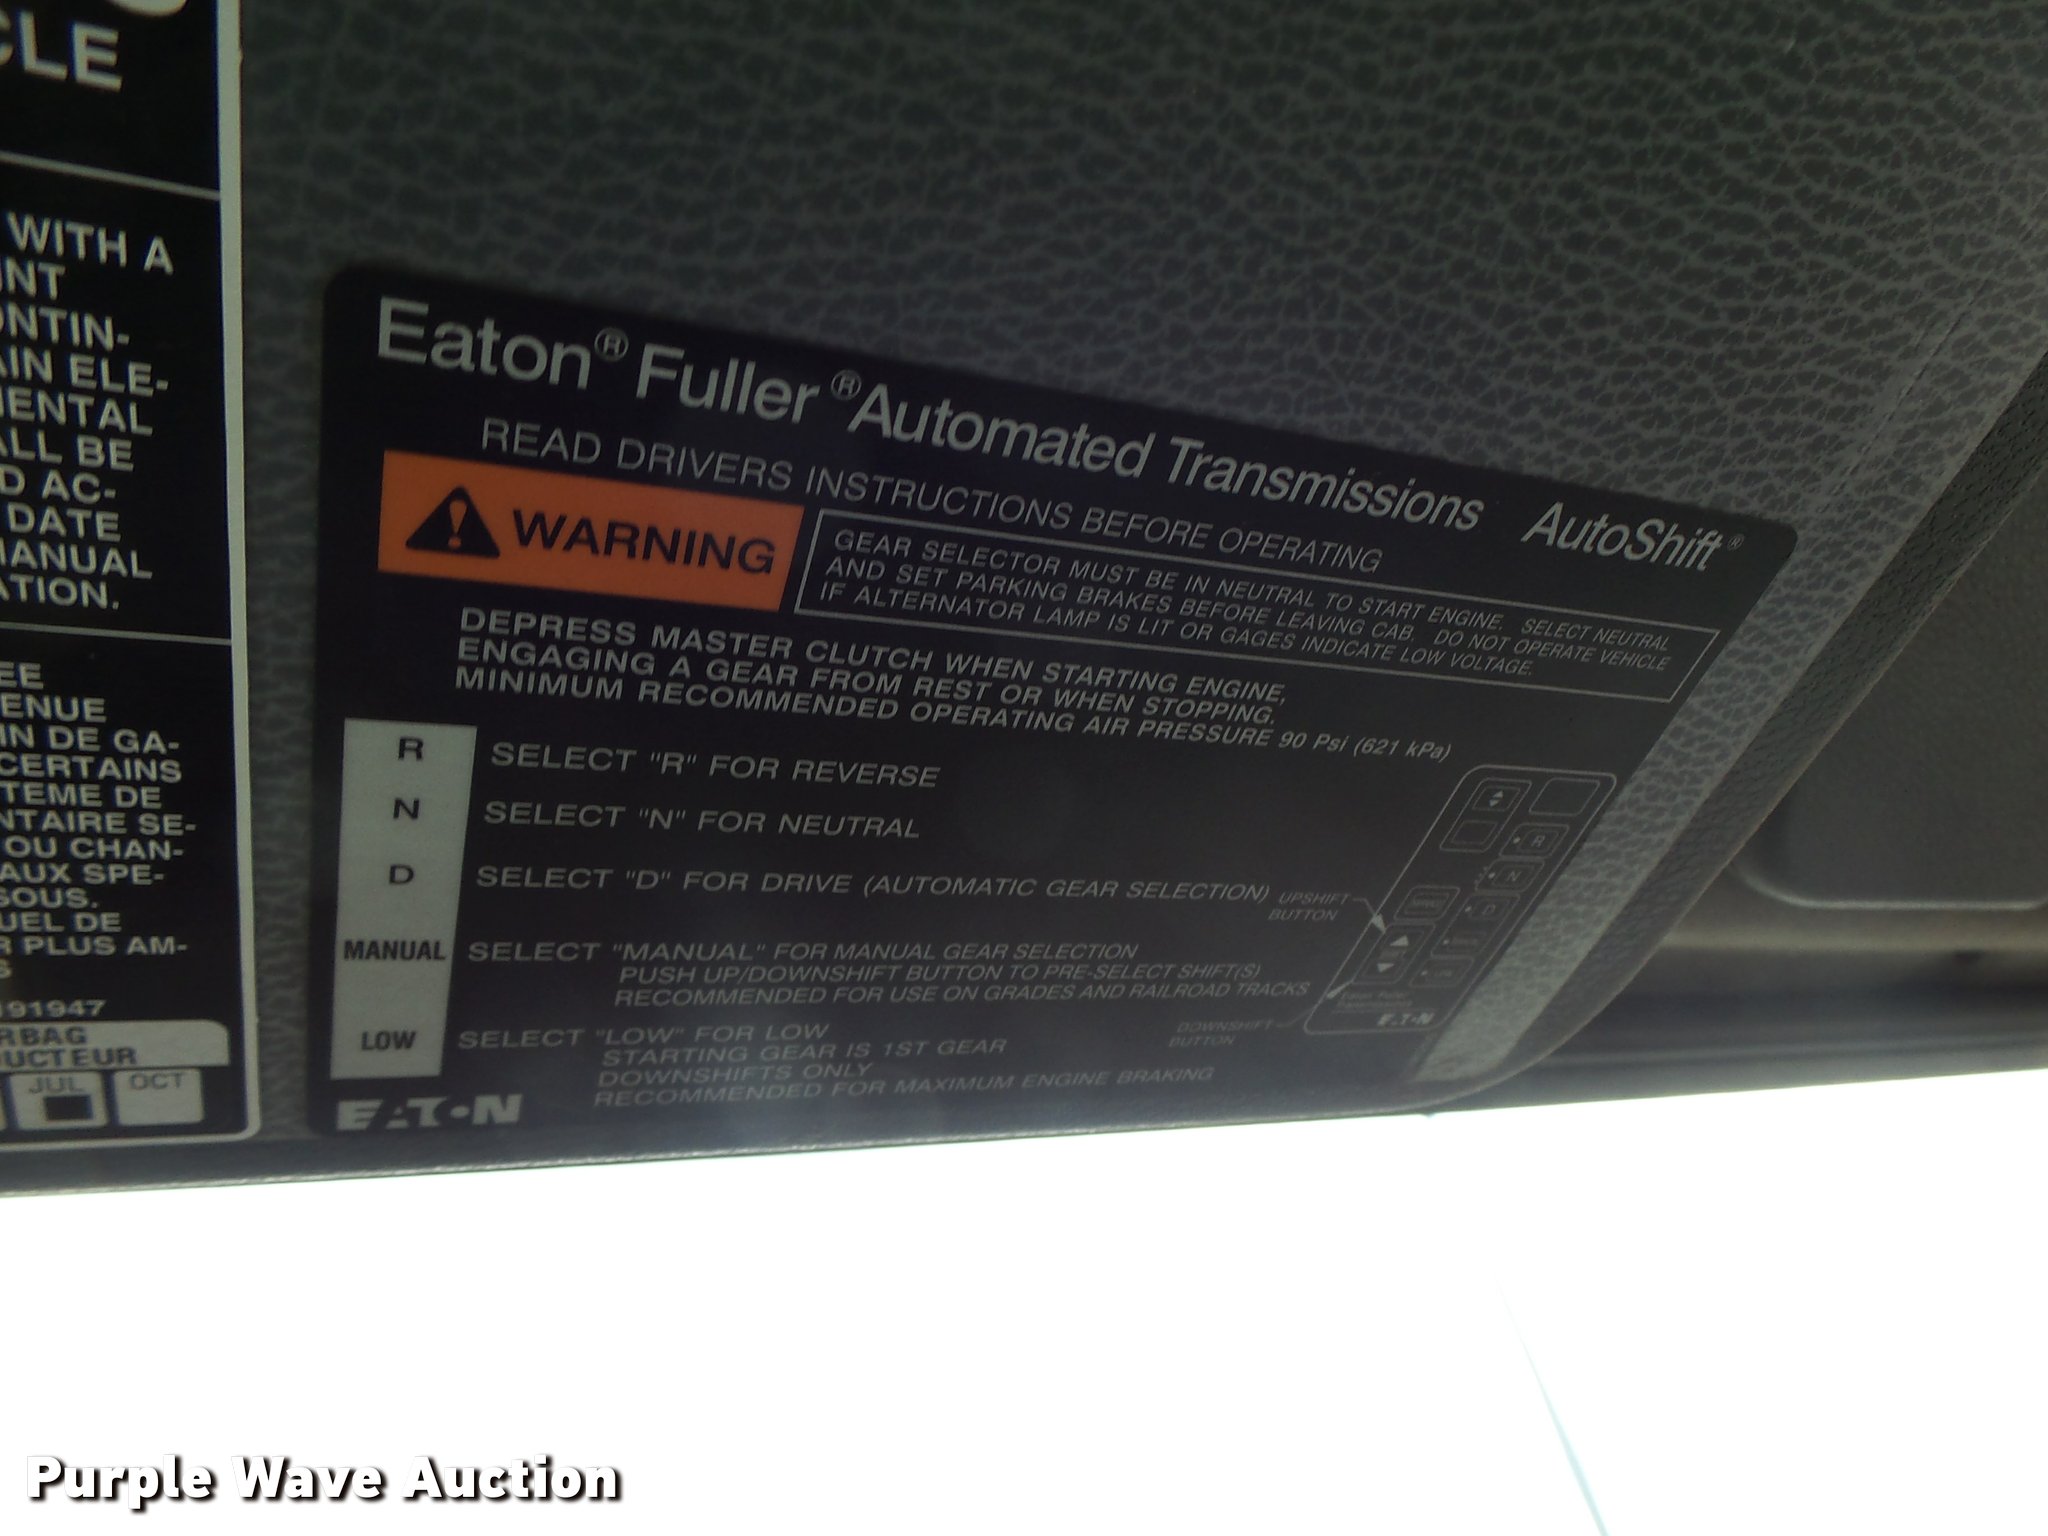 CLE
WITH A
UNT
ONTIN-
AIN ELE-
MENTAL
ALL BE
D AC-
DATE
MANUAL
ATION.
EE
ENUE
IN DE GA-
CERTAINS
TEME DE
NTAIRE SE-
OU CHAN-
AUX SPE-
SOUS.
UEL DE
R PLUS AM-
S
191947
RBAG
DUCTEUR
JUL OCT
Eaton® Fuller® Automated Transmissions AutoShift®
READ DRIVERS INSTRUCTIONS BEFORE OPERATING
WARNING
GEAR SELECTOR MUST BE IN NEUTRAL TO START ENGINE. SELECT NEUTRAL
AND SET PARKING BRAKES BEFORE LEAVING CAB. DO NOT OPERATE VEHICLE
IF ALTERNATOR LAMP IS LIT OR GAGES INDICATE LOW VOLTAGE.
DEPRESS MASTER CLUTCH WHEN STARTING ENGINE,
ENGAGING A GEAR FROM REST OR WHEN STOPPING.
MINIMUM RECOMMENDED OPERATING AIR PRESSURE 90 Psi (621 kPa)
R SELECT "R" FOR REVERSE
N SELECT "N" FOR NEUTRAL
D SELECT "D" FOR DRIVE (AUTOMATIC GEAR SELECTION)
MANUAL SELECT "MANUAL" FOR MANUAL GEAR SELECTION
PUSH UP/DOWNSHIFT BUTTON TO PRE-SELECT SHIFT(S)
RECOMMENDED FOR USE ON GRADES AND RAILROAD TRACKS
LOW SELECT "LOW" FOR LOW
STARTING GEAR IS 1ST GEAR
DOWNSHIFTS ONLY
RECOMMENDED FOR MAXIMUM ENGINE BRAKING
EATON
UPSHIFT
BUTTON
DOWNSHIFT
BUTTON
R
N
D
Eaton Fuller
EATON
Purple Wave Auction